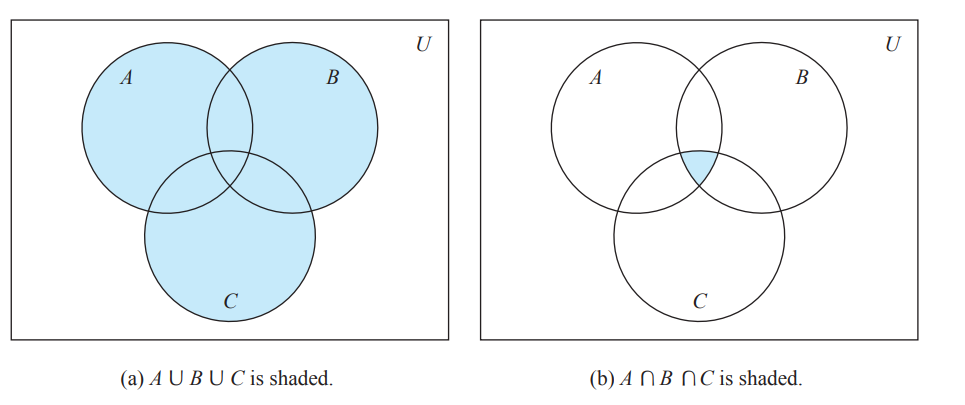 U
A
B
C
(a) A ∪ B ∪ C is shaded.
U
A
B
C
(b) A ∩ B ∩ C is shaded.